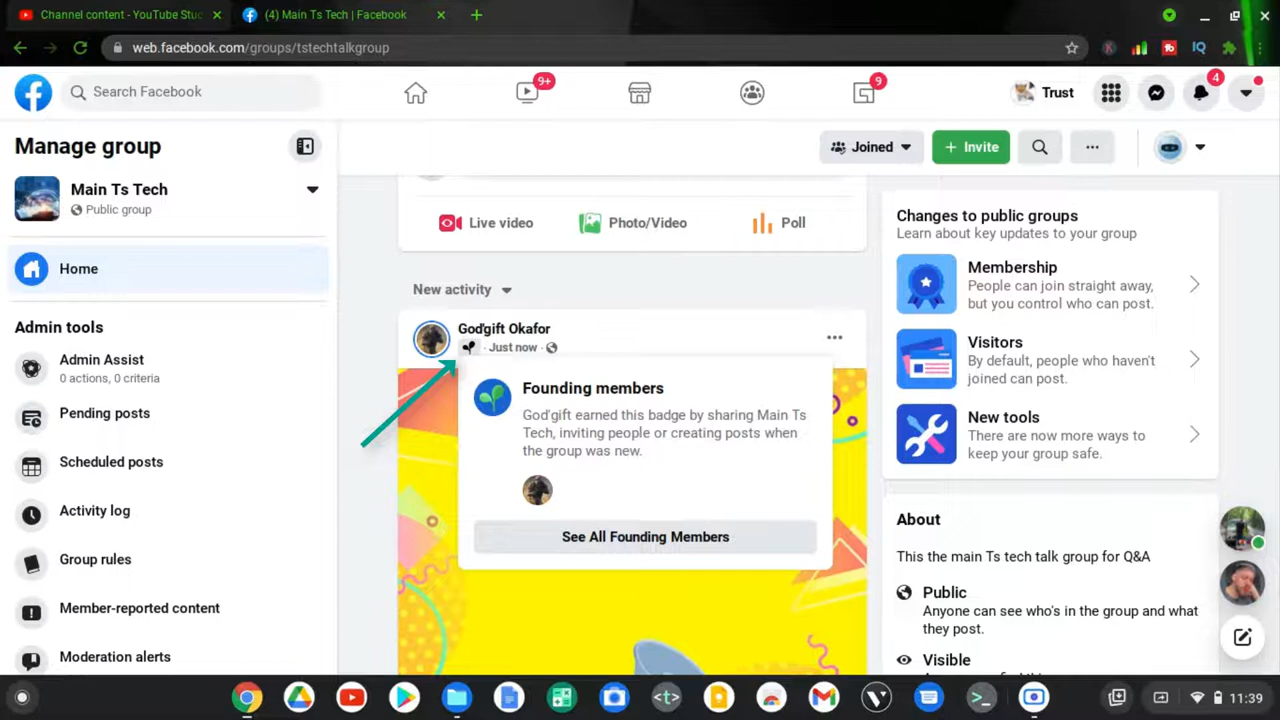 Channel content - YouTube Stu
(4) Main Ts Tech | Facebook
web.facebook.com/groups/tstechtalkgroup
Search Facebook
9+
9
Trust
4
Manage group
Main Ts Tech
Public group
Home
Admin tools
Admin Assist
0 actions, 0 criteria
Pending posts
Scheduled posts
Activity log
Group rules
Member-reported content
Moderation alerts
Joined
+ Invite
Live video
Photo/Video
Poll
New activity
God'gift Okafor
· Just now ·
Founding members
God'gift earned this badge by sharing Main Ts
Tech, inviting people or creating posts when
the group was new.
See All Founding Members
Changes to public groups
Learn about key updates to your group
Membership
People can join straight away,
but you control who can post.
Visitors
By default, people who haven't
joined can post.
New tools
There are now more ways to
keep your group safe.
About
This the main Ts tech talk group for Q&A
Public
Anyone can see who's in the group and what
they post.
Visible
11:39